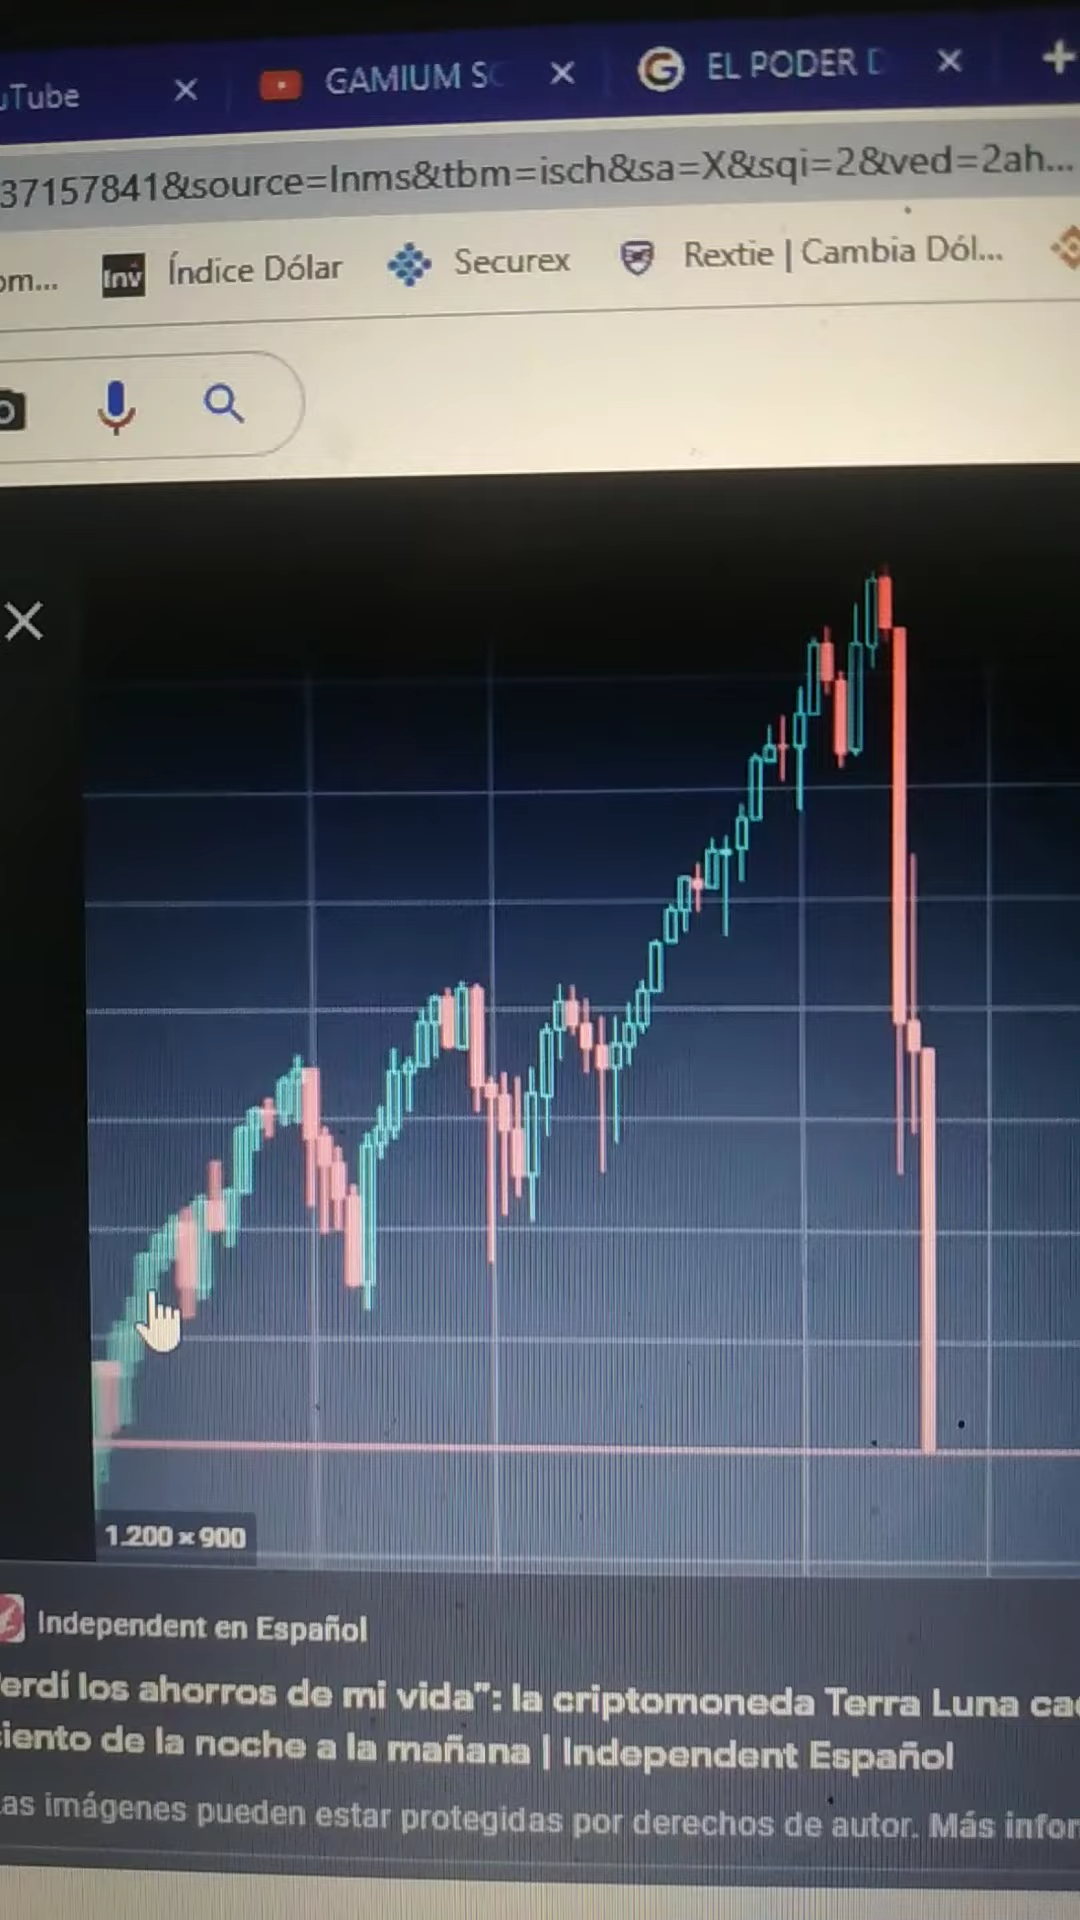 uTube
GAMIUM SC
EL PODER D
37157841&source=lnms&tbm=isch&sa=X&sqi=2&ved=2ah...
om...
Inv
Índice Dólar
Securex
Rextie | Cambia Dól...
1.200 × 900
Independent en Español
erdí los ahorros de mi vida”: la criptomoneda Terra Luna cae
iento de la noche a la mañana | Independent Español
as imágenes pueden estar protegidas por derechos de autor. Más infor